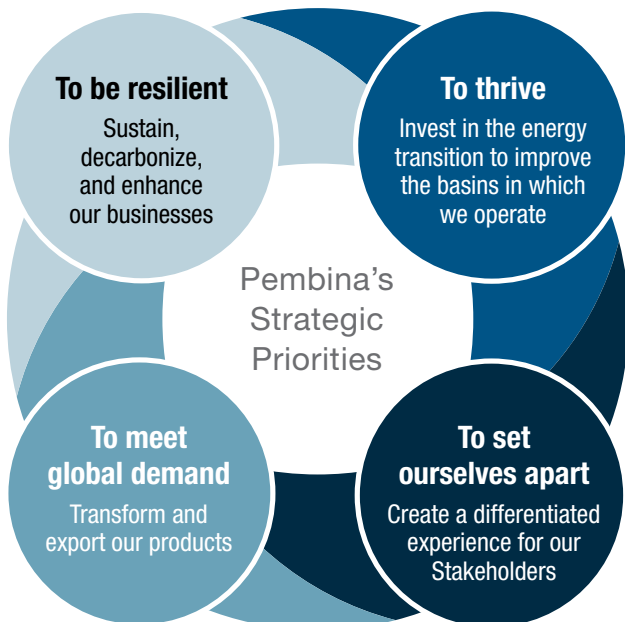 To be resilient
Sustain,
decarbonize,
and enhance
our businesses
To thrive
Invest in the energy
transition to improve
the basins in which
we operate
Pembina's
Strategic
Priorities
To meet
global demand
Transform and
export our products
To set
ourselves apart
Create a differentiated
experience for our
Stakeholders